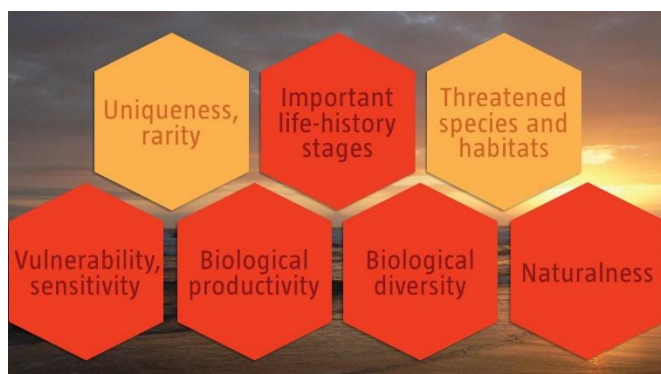 Uniqueness,
rarity
Important
life-history
stages
Threatened
species and
habitats
Vulnerability,
sensitivity
Biological
productivity
Biological
diversity
Naturalness